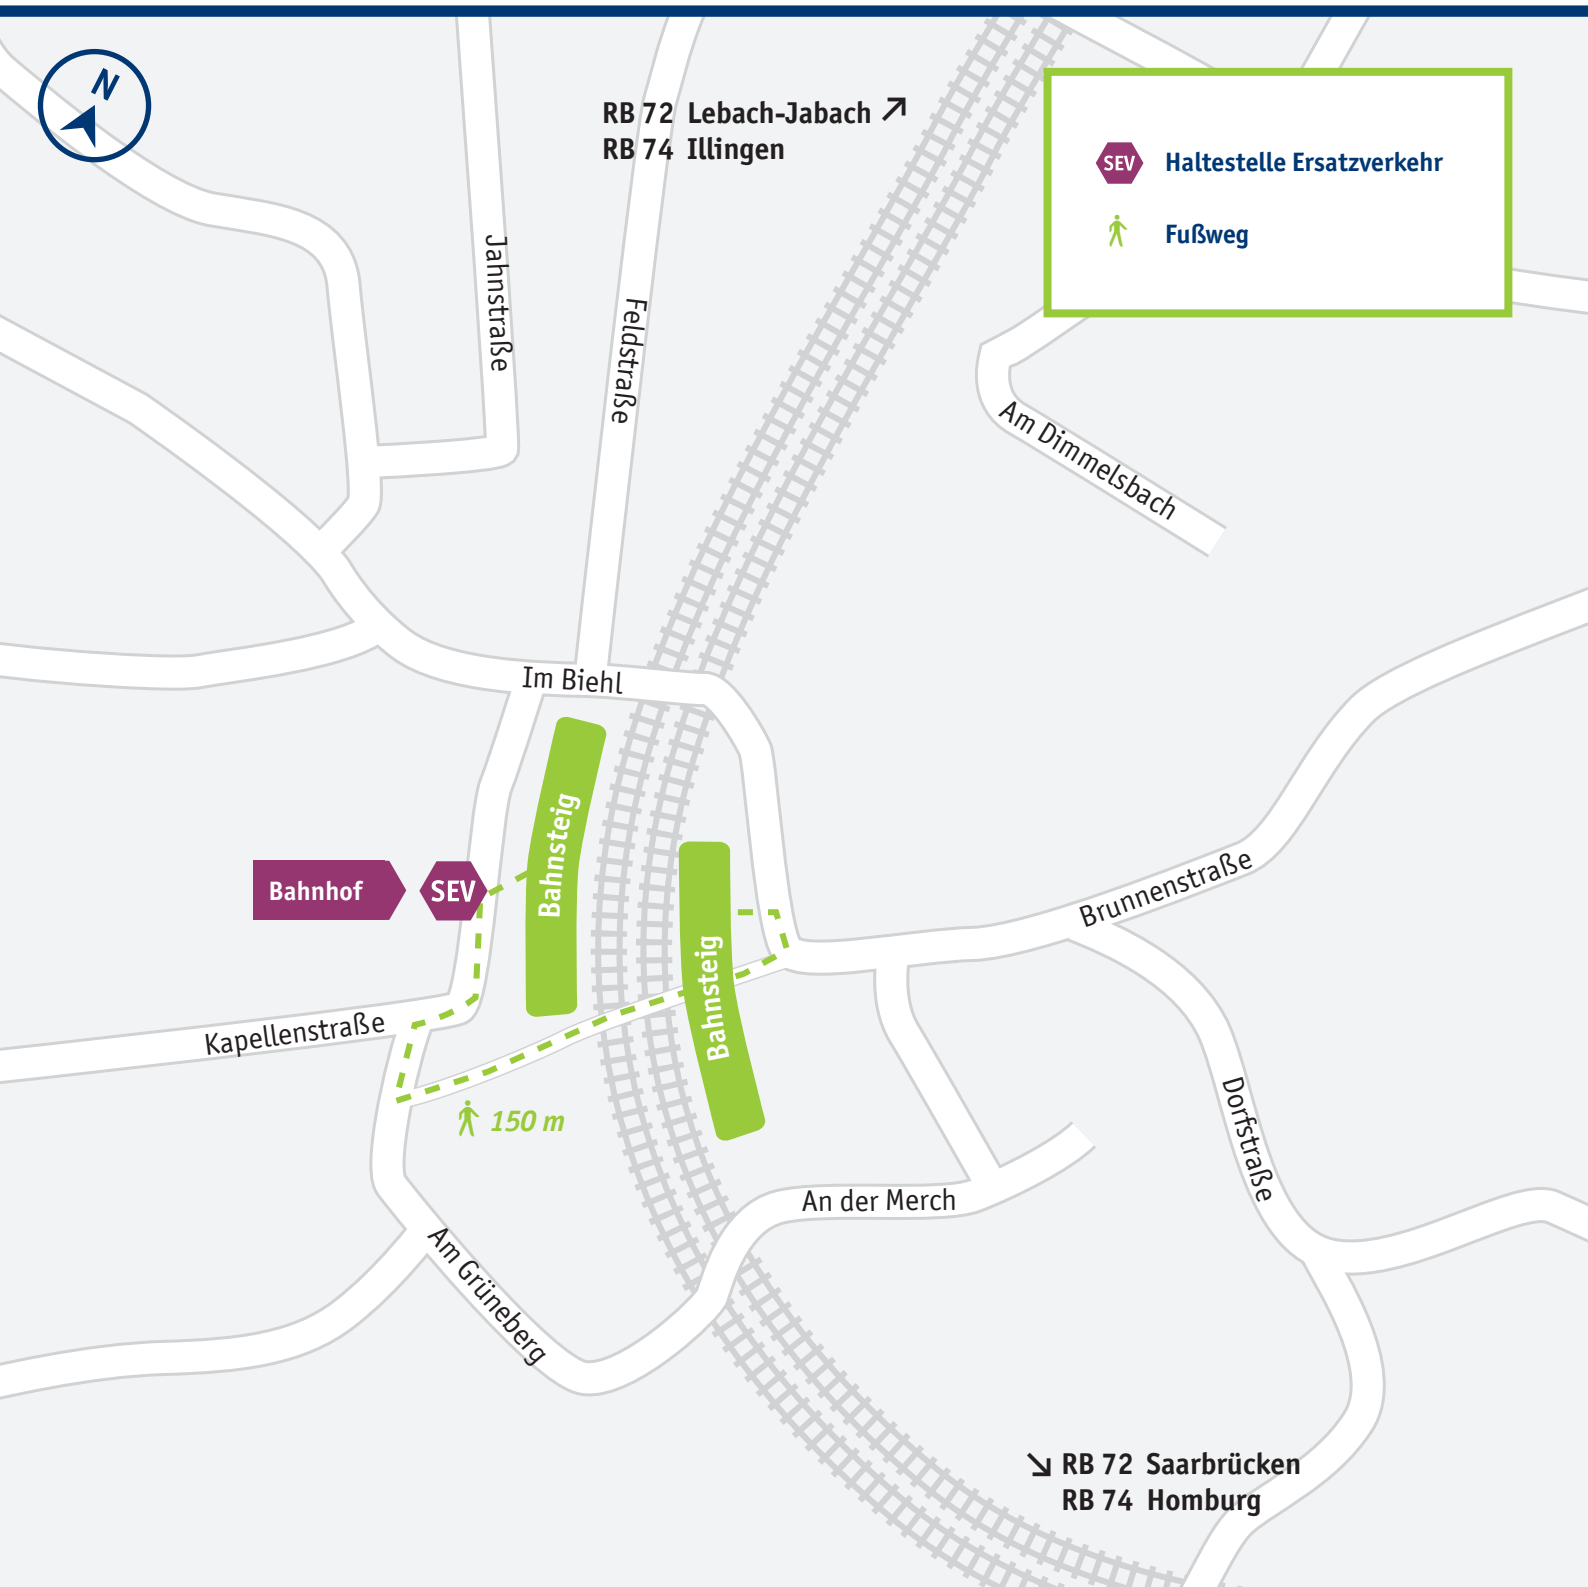 N
RB 72 Lebach-Jabach
RB 74 Illingen
SEV Haltestelle Ersatzverkehr
Fußweg
Jahnstraße
Feldstraße
Am Dimmelsbach
Im Biehl
Bahnsteig
Bahnhof
SEV
Brunnenstraße
Bahnsteig
Kapellenstraße
150 m
Dorfstraße
An der Merch
Am Grüneberg
RB 72 Saarbrücken
RB 74 Homburg